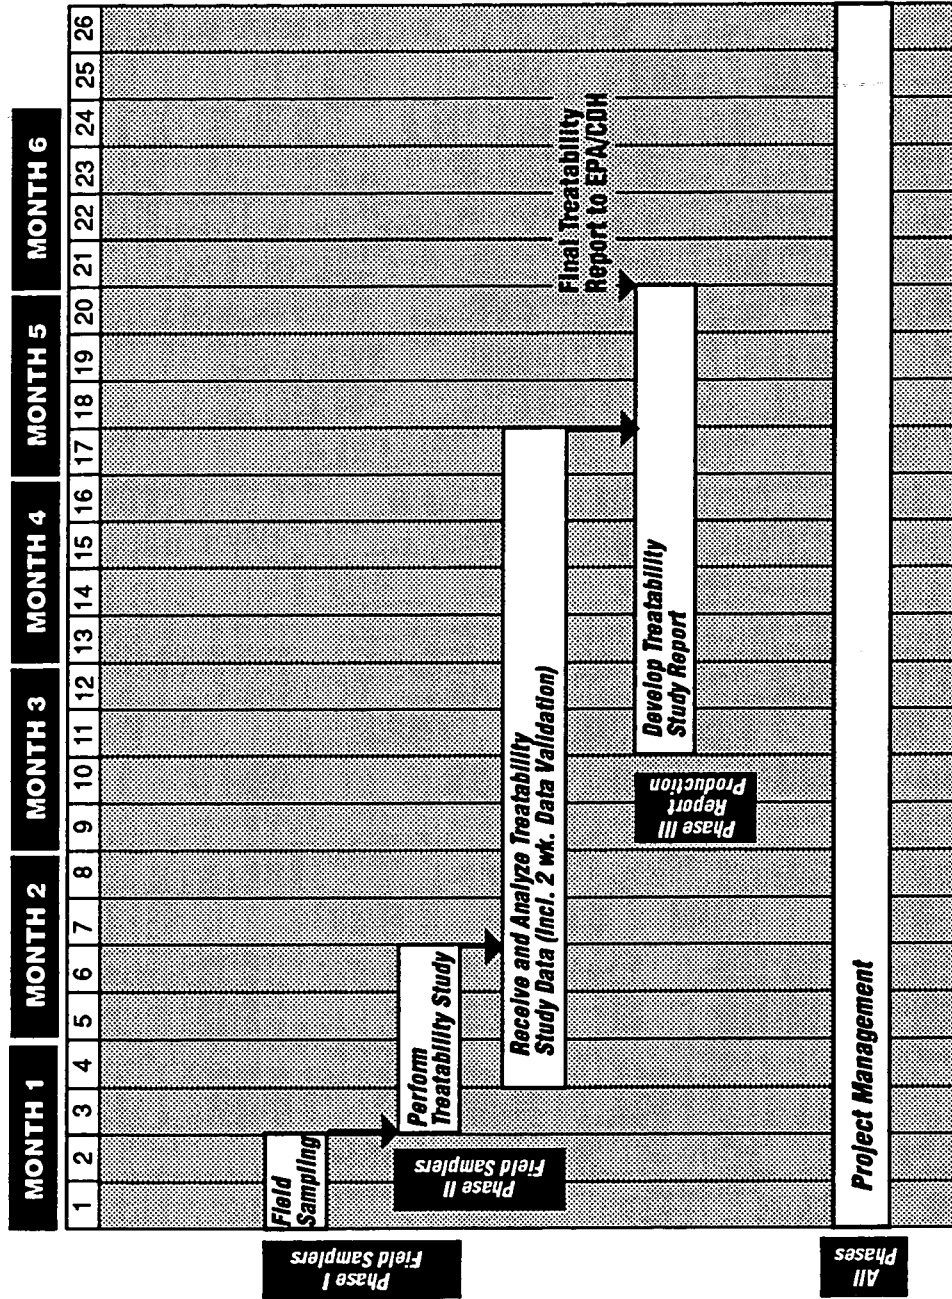 MONTH 1 MONTH 2 MONTH 3 MONTH 4 MONTH 5 MONTH 6
1 2 3 4 5 6 7 8 9 10 11 12 13 14 15 16 17 18 19 20 21 22 23 24 25 26
Phase I
Field Samplers
Field
Sampling
Phase II
Field Samplers
Perform
Treatability Study
Receive and Analyze Treatability
Study Data (Incl. 2 wk. Data Validation)
Final Treatability
Report to EPA/CDH
Phase III
Report
Production
Develop Treatability
Study Report
All
Phases
Project Management